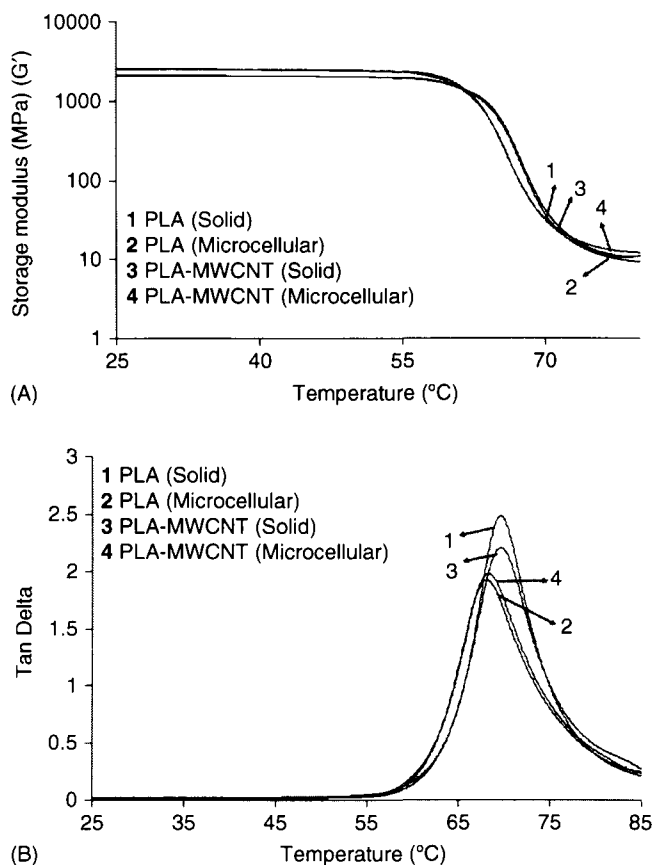 Storage modulus (MPa) (G′)
10000
1000
100
10
1
1 PLA (Solid)
2 PLA (Microcellular)
3 PLA-MWCNT (Solid)
4 PLA-MWCNT (Microcellular)
1
3
4
2
25
40
55
70
Temperature (°C)
(A)
Tan Delta
3
2.5
2
1.5
1
0.5
0
1 PLA (Solid)
2 PLA (Microcellular)
3 PLA-MWCNT (Solid)
4 PLA-MWCNT (Microcellular)
1
3
4
2
25
35
45
55
65
75
85
Temperature (°C)
(B)